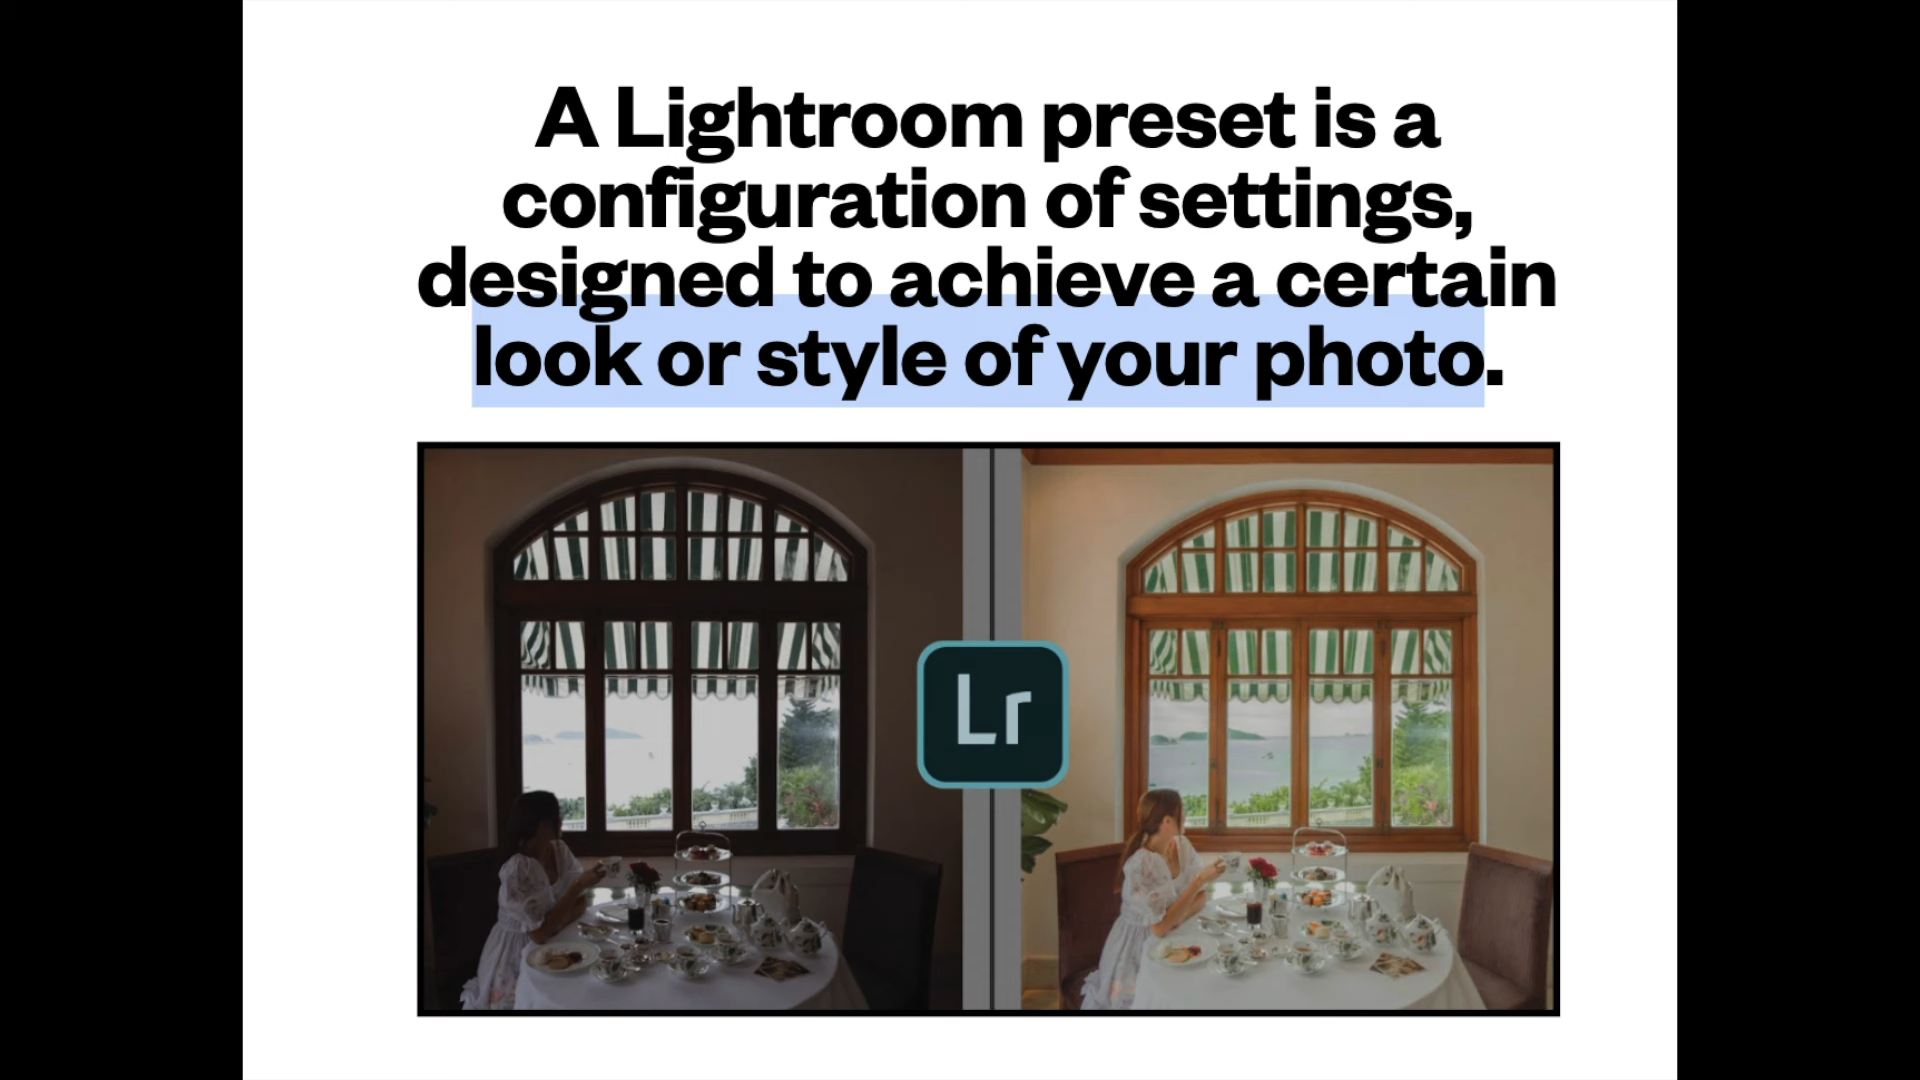 A Lightroom preset is a
configuration of settings,
designed to achieve a certain
look or style of your photo.
Lr